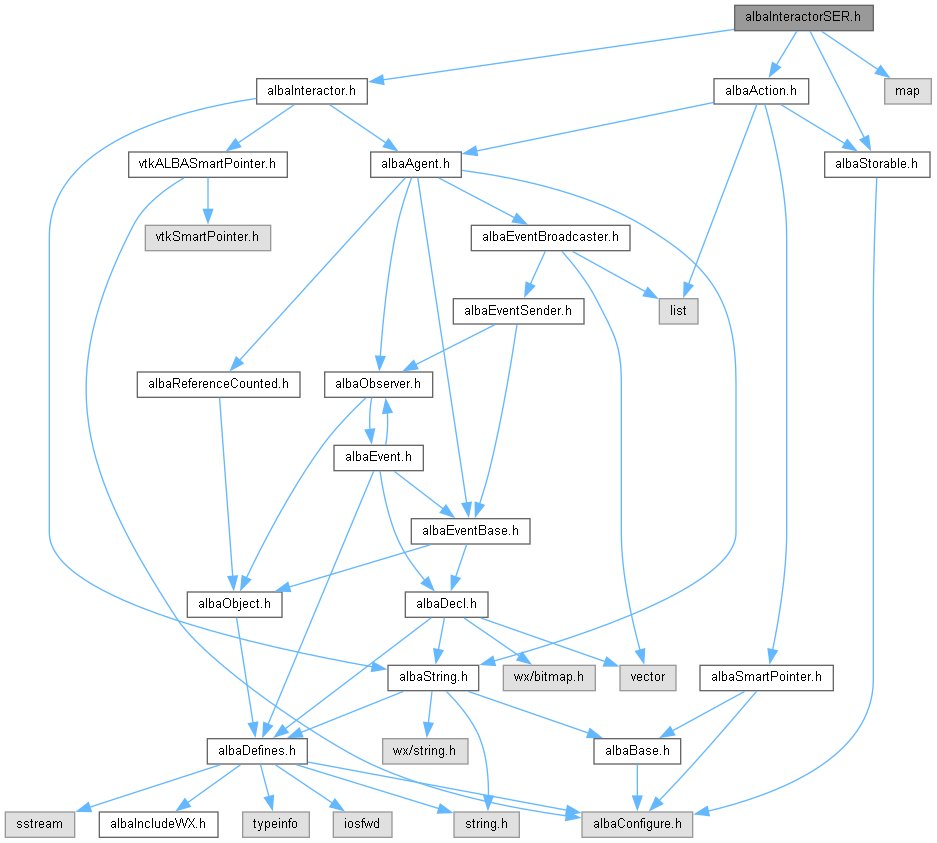 albaInteractorSER.h
albaInteractor.h
albaAction.h
map
vtkALBASmartPointer.h
albaAgent.h
albaStorable.h
vtkSmartPointer.h
albaEventBroadcaster.h
albaEventSender.h
list
albaReferenceCounted.h
albaObserver.h
albaEvent.h
albaEventBase.h
albaObject.h
albaDecl.h
albaString.h
wx/bitmap.h
vector
albaSmartPointer.h
albaDefines.h
wx/string.h
albaBase.h
sstream
albaIncludeWX.h
typeinfo
iosfwd
string.h
albaConfigure.h